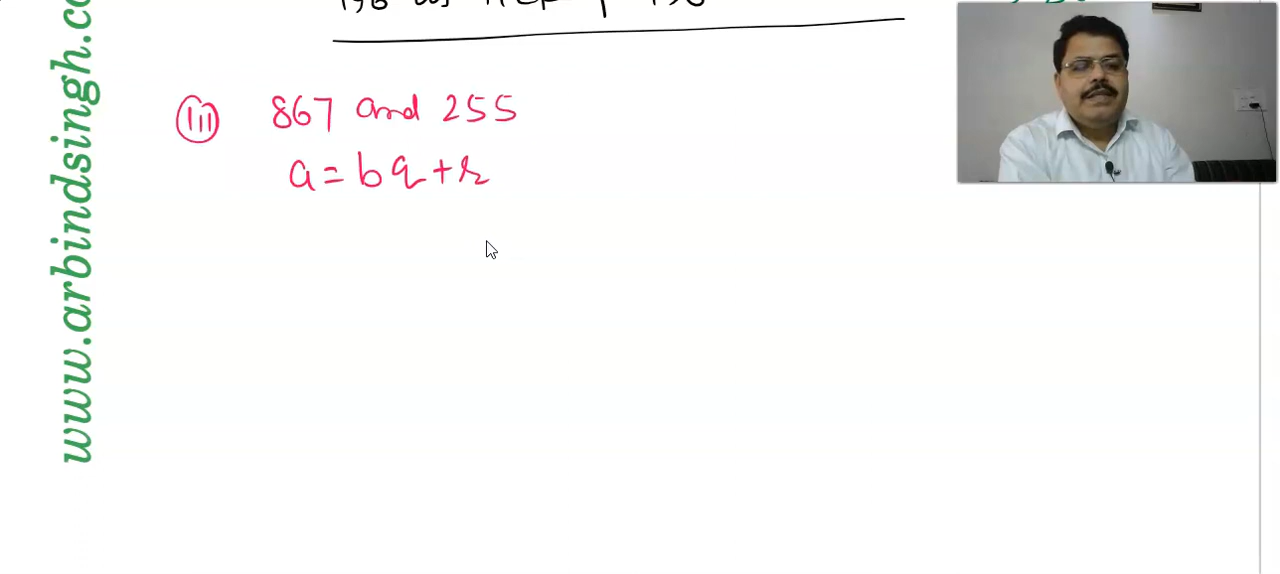 (iii) 867 and 255
a = bq + r
www.arbindsingh.co